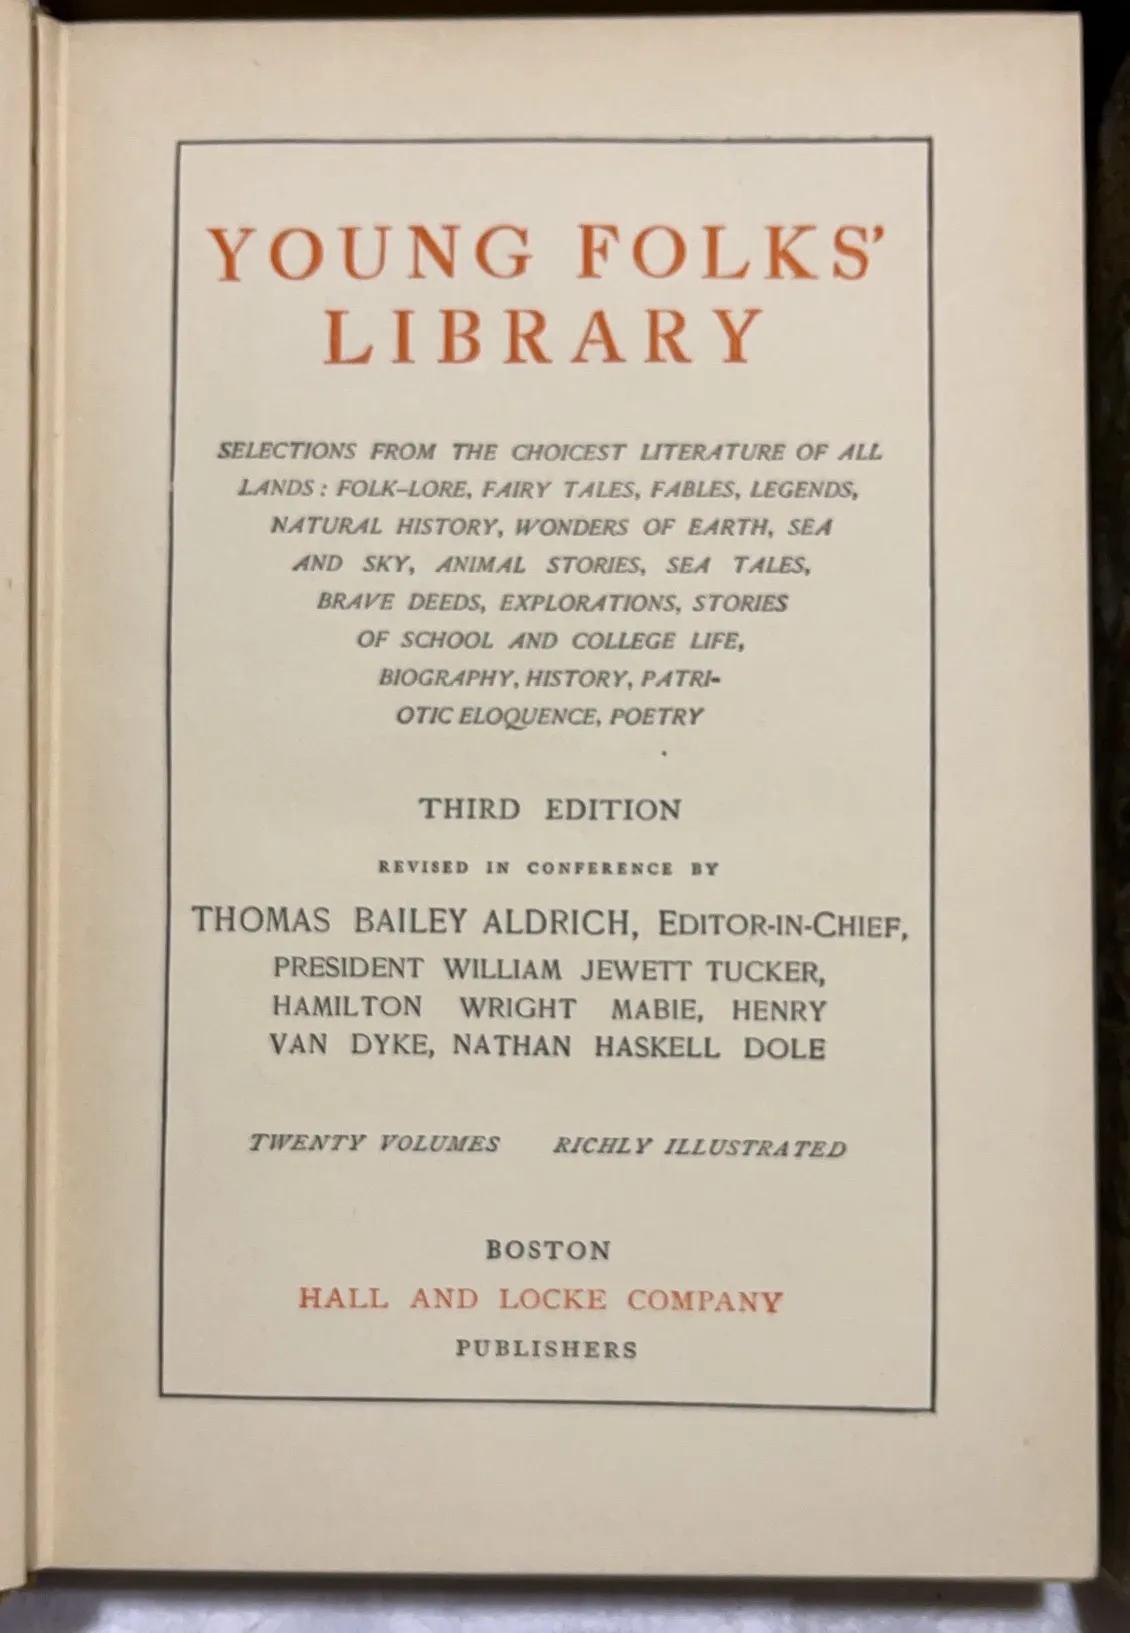 YOUNG FOLKS'
LIBRARY
SELECTIONS FROM THE CHOICEST LITERATURE OF ALL
LANDS: FOLK-LORE, FAIRY TALES, FABLES, LEGENDS,
NATURAL HISTORY, WONDERS OF EARTH, SEA
AND SKY, ANIMAL STORIES, SEA TALES,
BRAVE DEEDS, EXPLORATIONS, STORIES
OF SCHOOL AND COLLEGE LIFE,
BIOGRAPHY, HISTORY, PATRI-
OTIC ELOQUENCE, POETRY
THIRD EDITION
REVISED IN CONFERENCE BY
THOMAS BAILEY ALDRICH, EDITOR-IN-CHIEF,
PRESIDENT WILLIAM JEWETT TUCKER,
HAMILTON WRIGHT MABIE, HENRY
VAN DYKE, NATHAN HASKELL DOLE
TWENTY VOLUMES RICHLY ILLUSTRATED
BOSTON
HALL AND LOCKE COMPANY
PUBLISHERS